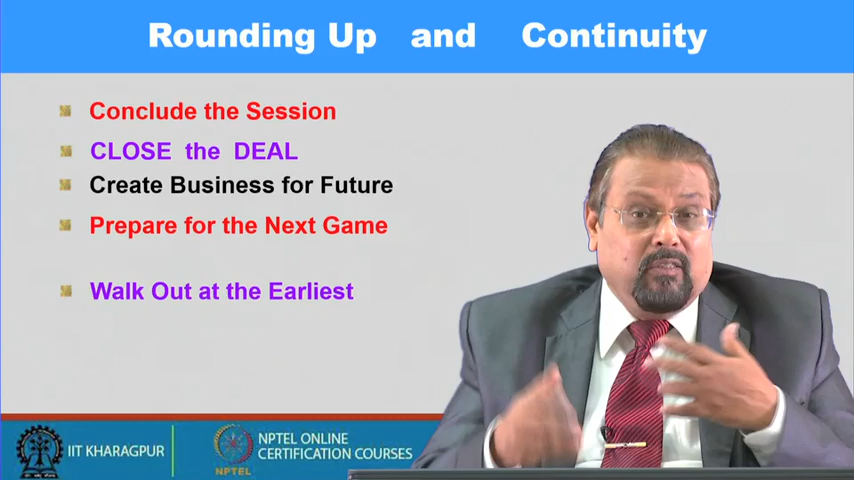 Rounding Up and Continuity
Conclude the Session
CLOSE the DEAL
Create Business for Future
Prepare for the Next Game
Walk Out at the Earliest
IIT KHARAGPUR
NPTEL ONLINE
CERTIFICATION COURSES
NPTEL